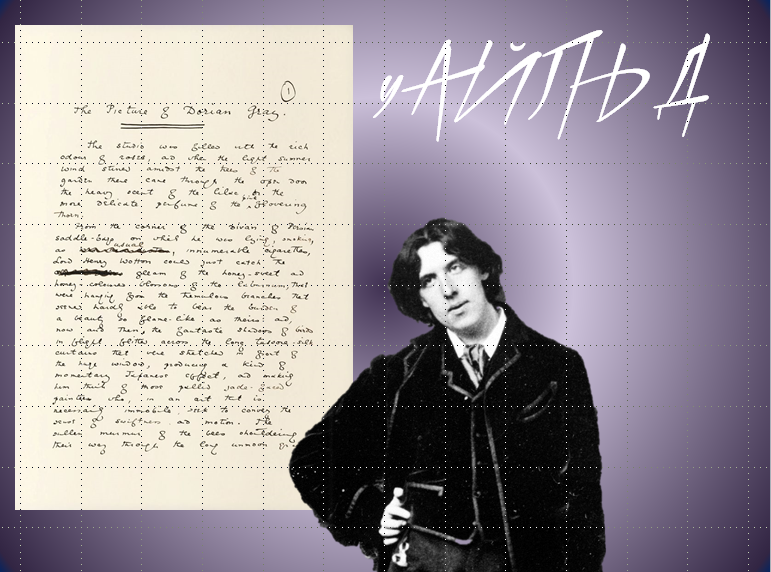 1
The Picture of Dorian Gray.
уАЙЛЬД
The studio was filled with the rich
odour of roses, and when the light summer
wind stirred amidst the trees of the
garden there came through the open door
the heavy scent of the lilac, or the
more delicate perfume of the pink flowering
thorn.
From the corner of the divan of Persian
saddle-bags on which he was lying, smoking,
as usual, innumerable cigarettes,
Lord Henry Wotton could just catch the
gleam of the honey-sweet and
honey-coloured blossoms of the laburnum, that
were hanging from the tremulous branches that
seemed hardly able to bear the burden of
a beauty so flame-like as theirs: and,
now and then, the fantastic shadows of birds
in flight flitted across the long tussore-silk
curtains that were stretched in front of
the huge window, producing a kind of
momentary Japanese effect, and making
him think of those pallid jade-faced
painters who, in an art that is
necessarily immobile, seek to convey the
sense of swiftness and motion. The
sullen murmur of the bees shouldering
their way through the long unmown